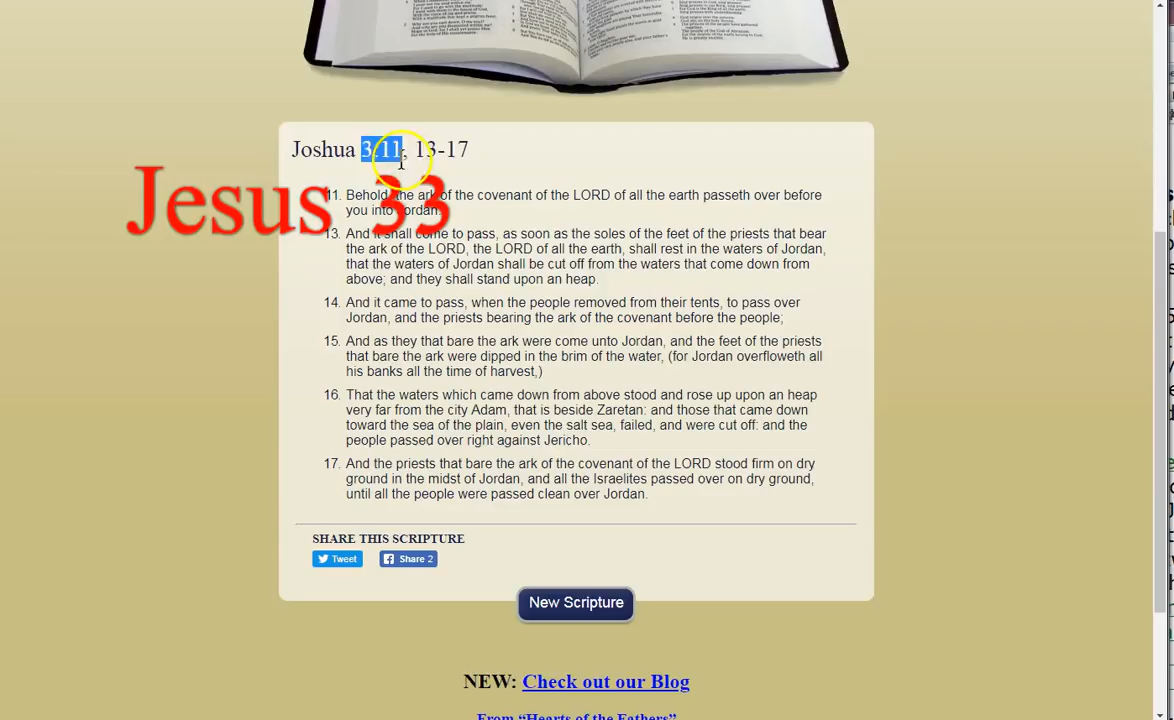 Joshua 3:11, 13-17
Jesus 33
11. Behold, the ark of the covenant of the LORD of all the earth passeth over before
you into Jordan.
13. And it shall come to pass, as soon as the soles of the feet of the priests that bear
the ark of the LORD, the LORD of all the earth, shall rest in the waters of Jordan,
that the waters of Jordan shall be cut off from the waters that come down from
above; and they shall stand upon an heap.
14. And it came to pass, when the people removed from their tents, to pass over
Jordan, and the priests bearing the ark of the covenant before the people;
15. And as they that bare the ark were come unto Jordan, and the feet of the priests
that bare the ark were dipped in the brim of the water, (for Jordan overfloweth all
his banks all the time of harvest,)
16. That the waters which came down from above stood and rose up upon an heap
very far from the city Adam, that is beside Zaretan: and those that came down
toward the sea of the plain, even the salt sea, failed, and were cut off: and the
people passed over right against Jericho.
17. And the priests that bare the ark of the covenant of the LORD stood firm on dry
ground in the midst of Jordan, and all the Israelites passed over on dry ground,
until all the people were passed clean over Jordan.
SHARE THIS SCRIPTURE
Tweet Share 2
New Scripture
NEW: Check out our Blog
From "Hearts of the Fathers"